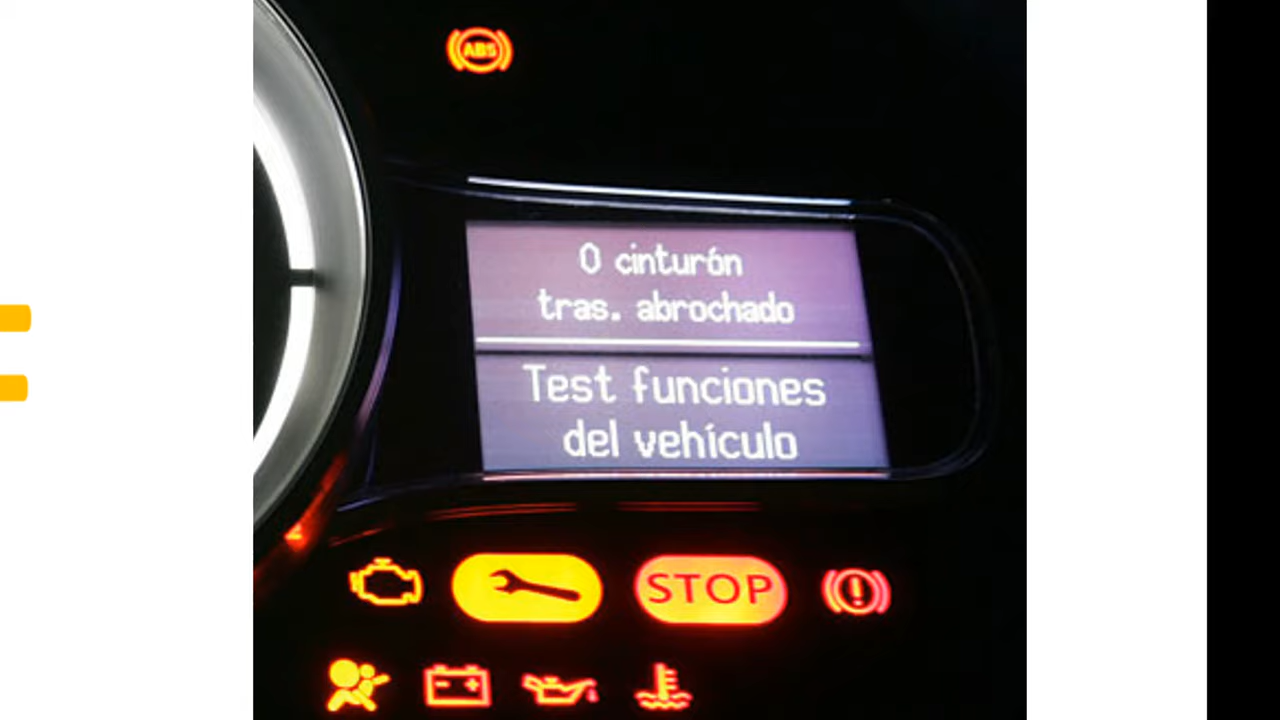 ABS
0 cinturón
tras. abrochado
Test funciones
del vehículo
STOP